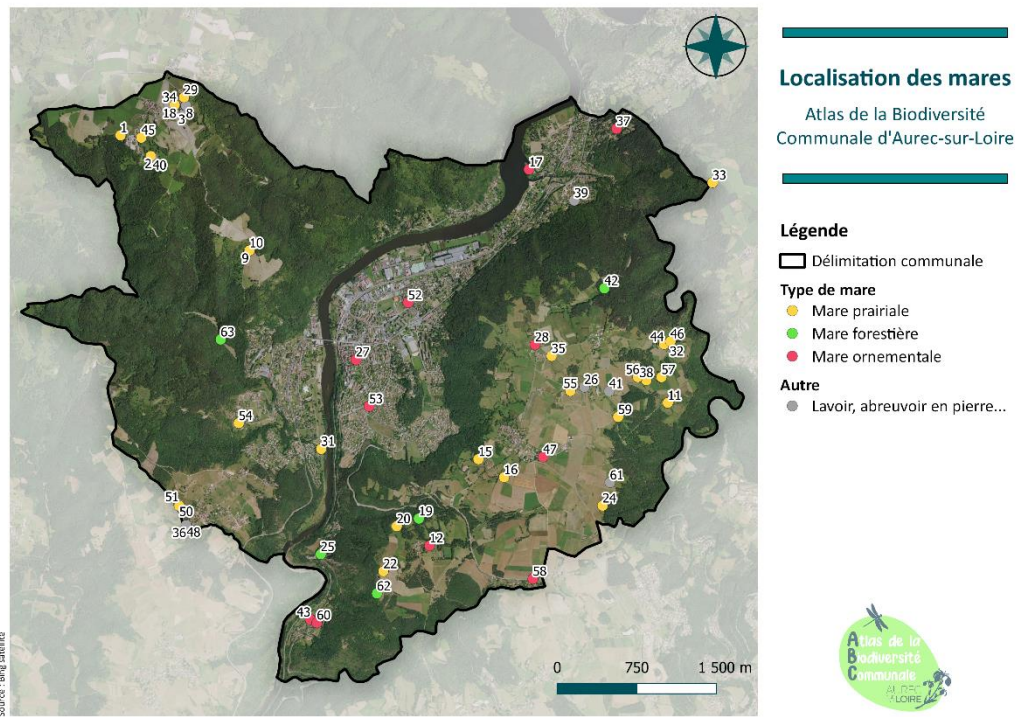 Localisation des mares
Atlas de la Biodiversité
Communale d'Aurec-sur-Loire
Légende
Délimitation communale
Type de mare
Mare prairiale
Mare forestière
Mare ornementale
Autre
Lavoir, abreuvoir en pierre...
34 29
18 3 8
1 45
2 40
37
17
33
39
10
9
42
52
63
28
35
44 46
32
27
56 38 57
55 26 41
11
53
59
54
31
15
47
16
61
51
50
24
36 48
19
20
12
25
22
58
62
43 60
0 750 1 500 m
Source : Bing satellite
Atlas de la
Biodiversité
Communale
AUREC
LOIRE